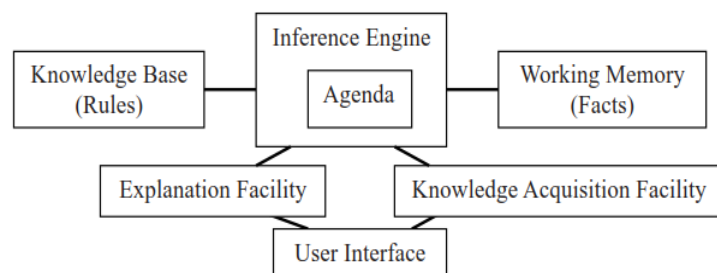 Inference Engine
Knowledge Base
(Rules)
Agenda
Working Memory
(Facts)
Explanation Facility
Knowledge Acquisition Facility
User Interface